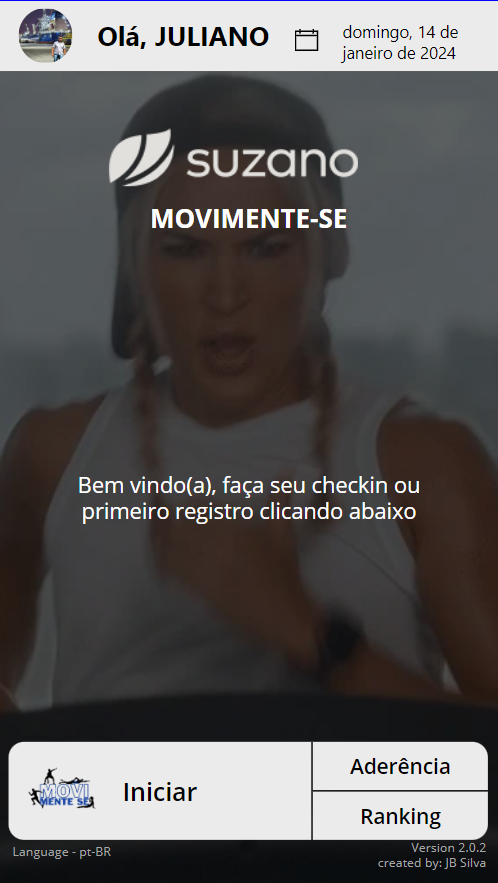 Olá, JULIANO
domingo, 14 de
janeiro de 2024
suzano
MOVIMENTE-SE
Bem vindo(a), faça seu checkin ou
primeiro registro clicando abaixo
MOVI
MENTE SE
Iniciar
Aderência
Ranking
Language - pt-BR
Version 2.0.2
created by: JB Silva